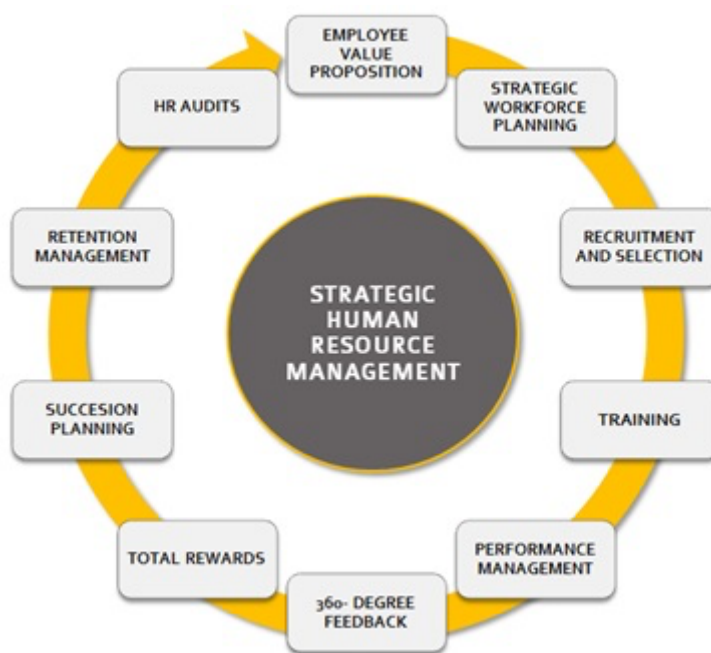 EMPLOYEE
VALUE
PROPOSITION
STRATEGIC
WORKFORCE
PLANNING
RECRUITMENT
AND SELECTION
TRAINING
PERFORMANCE
MANAGEMENT
360- DEGREE
FEEDBACK
TOTAL REWARDS
SUCCESION
PLANNING
RETENTION
MANAGEMENT
HR AUDITS
STRATEGIC
HUMAN
RESOURCE
MANAGEMENT